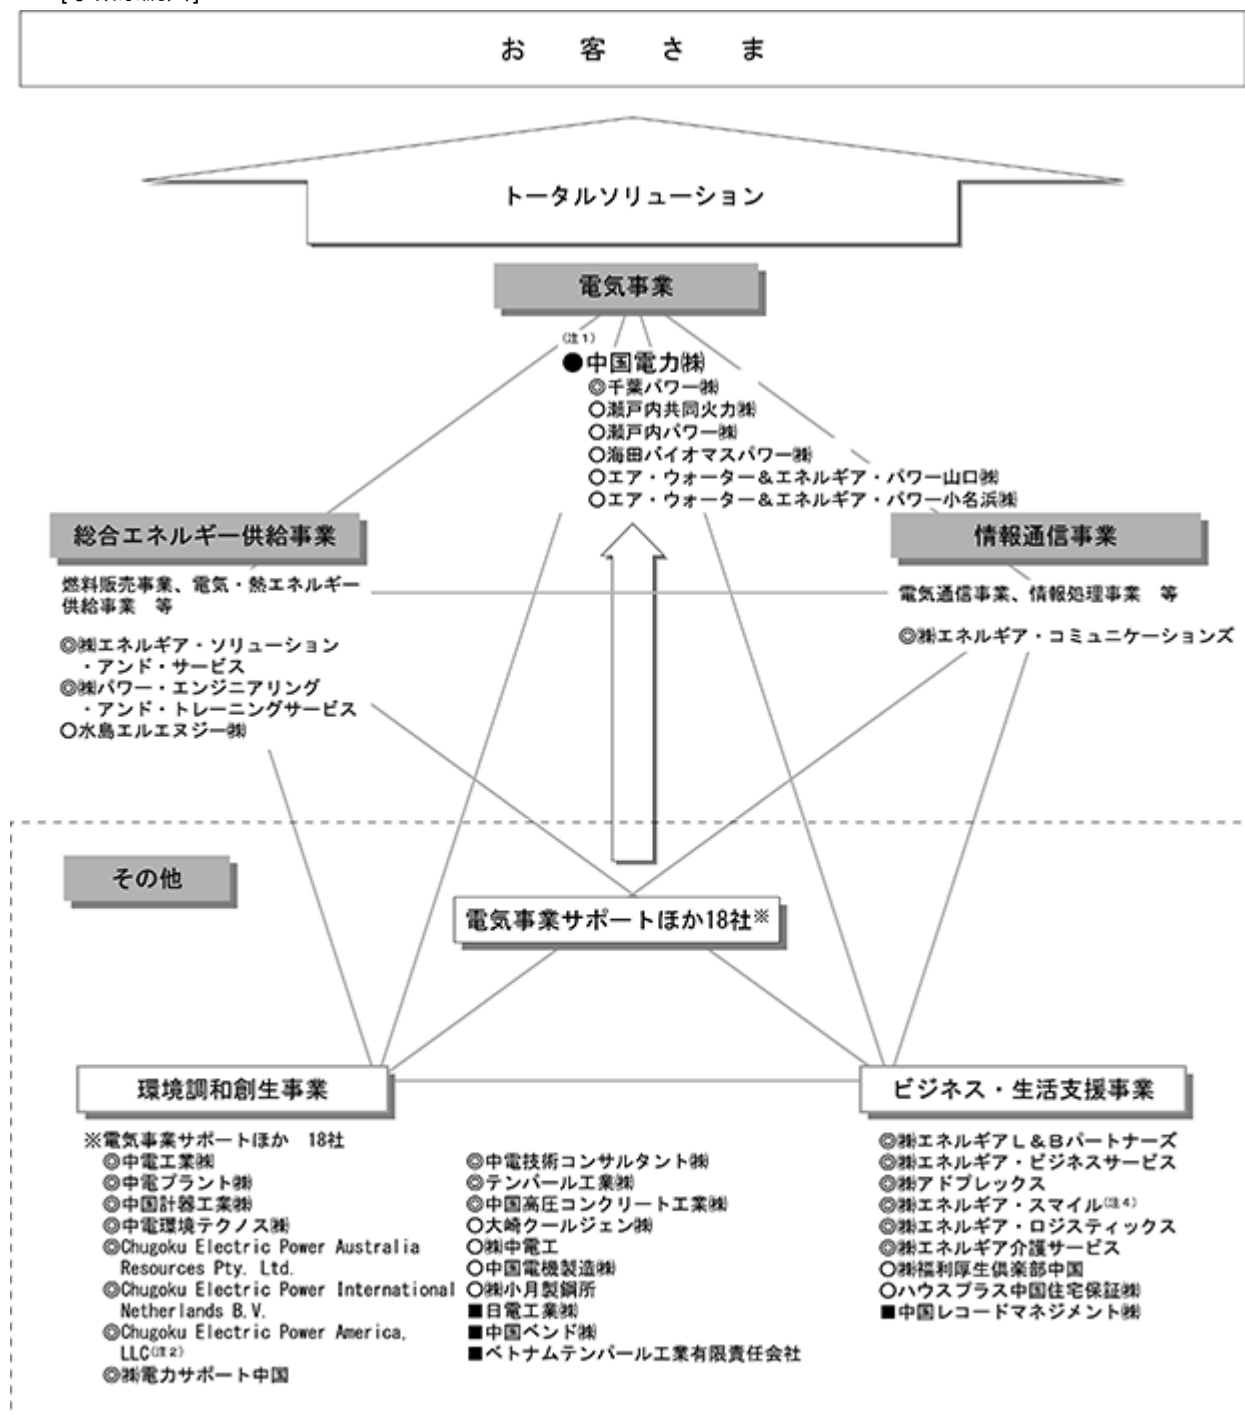 お客さま
トータルソリューション
電気事業
(注1)
●中国電力㈱
◎千葉パワー㈱
○瀬戸内共同火力㈱
○瀬戸内パワー㈱
○海田バイオマスパワー㈱
○エア・ウォーター＆エネルギア・パワー山口㈱
○エア・ウォーター＆エネルギア・パワー小名浜㈱
総合エネルギー供給事業
燃料販売事業、電気・熱エネルギー
供給事業　等
◎㈱エネルギア・ソリューション
・アンド・サービス
◎㈱パワー・エンジニアリング
・アンド・トレーニングサービス
○水島エルエヌジー㈱
情報通信事業
電気通信事業、情報処理事業　等
◎㈱エネルギア・コミュニケーションズ
その他
電気事業サポートほか18社※
環境調和創生事業
※電気事業サポートほか　18社
◎中電工業㈱
◎中電プラント㈱
◎中国計器工業㈱
◎中電環境テクノス㈱
◎Chugoku Electric Power Australia
Resources Pty. Ltd.
◎Chugoku Electric Power International
Netherlands B.V.
◎Chugoku Electric Power America,
LLC(注2)
◎㈱電力サポート中国
◎中電技術コンサルタント㈱
◎テンパール工業㈱
◎中国高圧コンクリート工業㈱
○大崎クールジェン㈱
○㈱中電工
○中国電機製造㈱
○㈱小月製鋼所
■日電工業㈱
■中国ベンド㈱
■ベトナムテンパール工業有限責任会社
ビジネス・生活支援事業
◎㈱エネルギアＬ＆Ｂパートナーズ
◎㈱エネルギア・ビジネスサービス
◎㈱アドプレックス
◎㈱エネルギア・スマイル(注4)
◎㈱エネルギア・ロジスティックス
◎㈱エネルギア介護サービス
○㈱福利厚生倶楽部中国
○ハウスプラス中国住宅保証㈱
■中国レコードマネジメント㈱